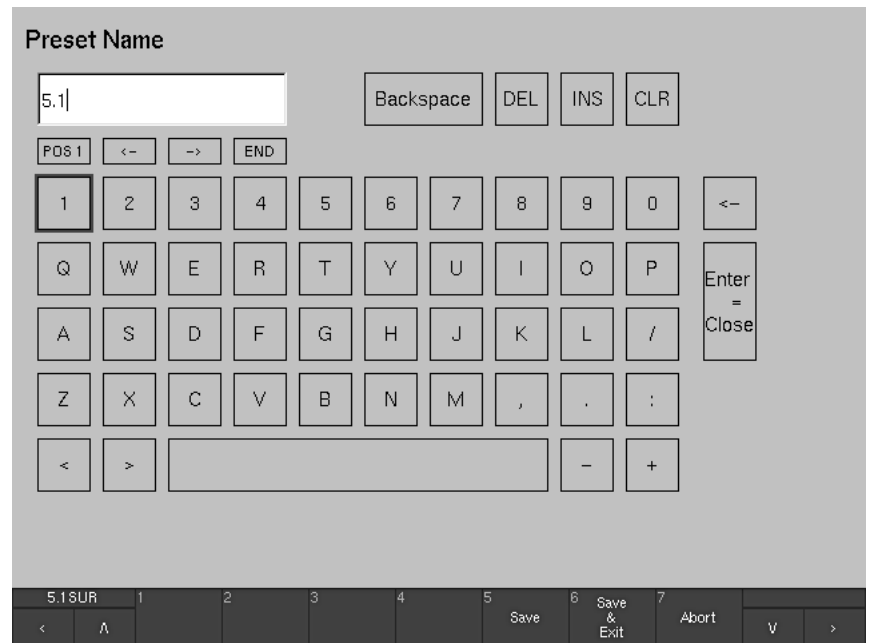 Preset Name
5.1
Backspace DEL INS CLR
POS 1 <- -> END
1 2 3 4 5 6 7 8 9 0 <-
Q W E R T Y U I O P
Enter
=
Close
A S D F G H J K L /
Z X C V B N M , . :
< > - +
5.1SUR 1 2 3 4 5 6 7
Save
Save
&
Exit
Abort
< Λ V >